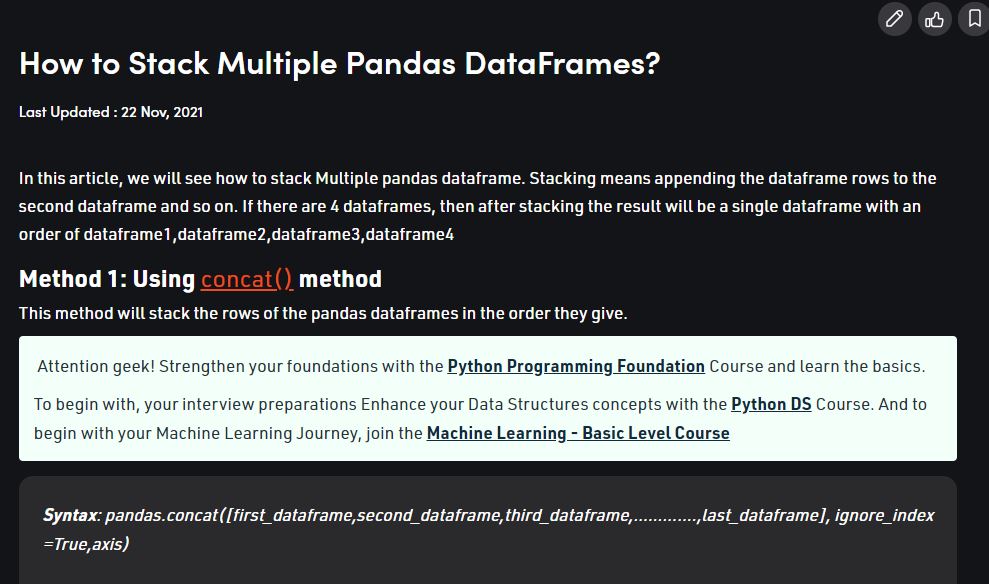 How to Stack Multiple Pandas DataFrames?
Last Updated : 22 Nov, 2021
In this article, we will see how to stack Multiple pandas dataframe. Stacking means appending the dataframe rows to the
second dataframe and so on. If there are 4 dataframes, then after stacking the result will be a single dataframe with an
order of dataframe1,dataframe2,dataframe3,dataframe4
Method 1: Using concat() method
This method will stack the rows of the pandas dataframes in the order they give.
Attention geek! Strengthen your foundations with the Python Programming Foundation Course and learn the basics.
To begin with, your interview preparations Enhance your Data Structures concepts with the Python DS Course. And to
begin with your Machine Learning Journey, join the Machine Learning - Basic Level Course
Syntax: pandas.concat([first_dataframe,second_dataframe,third_dataframe,.............,last_dataframe], ignore_index
=True,axis)